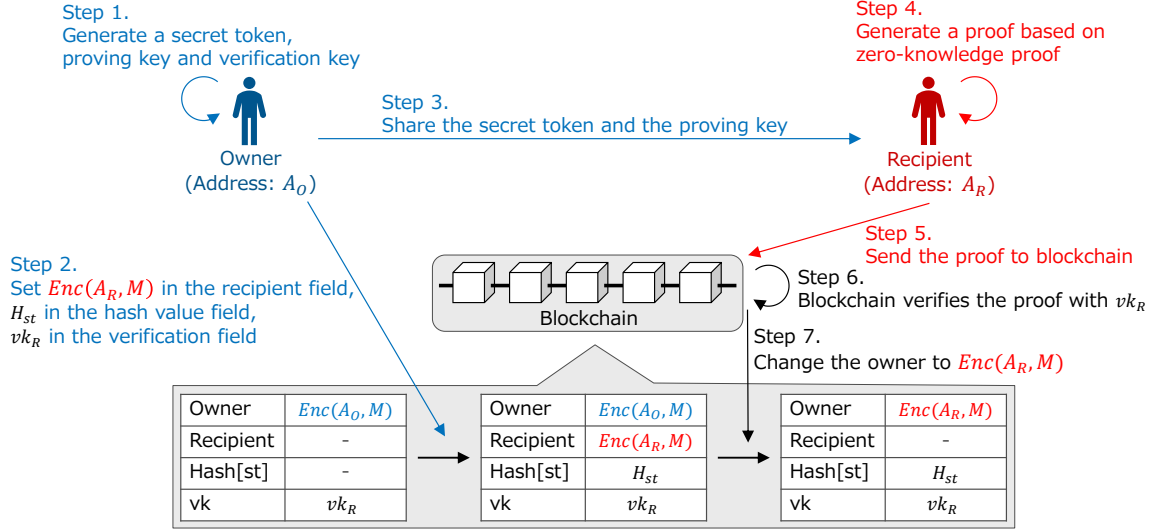 Step 1.
Generate a secret token,
proving key and verification key
Step 4.
Generate a proof based on
zero-knowledge proof
Step 3.
Share the secret token and the proving key
Owner
(Address: A_O)
Recipient
(Address: A_R)
Step 2.
Set Enc(A_R, M) in the recipient field,
H_st in the hash value field,
vk_R in the verification field
Step 5.
Send the proof to blockchain
Step 6.
Blockchain verifies the proof with vk_R
Blockchain
Step 7.
Change the owner to Enc(A_R, M)
Owner Enc(A_O, M)
Recipient -
Hash[st] -
vk vk_R
Owner Enc(A_O, M)
Recipient Enc(A_R, M)
Hash[st] H_st
vk vk_R
Owner Enc(A_R, M)
Recipient -
Hash[st] H_st
vk vk_R